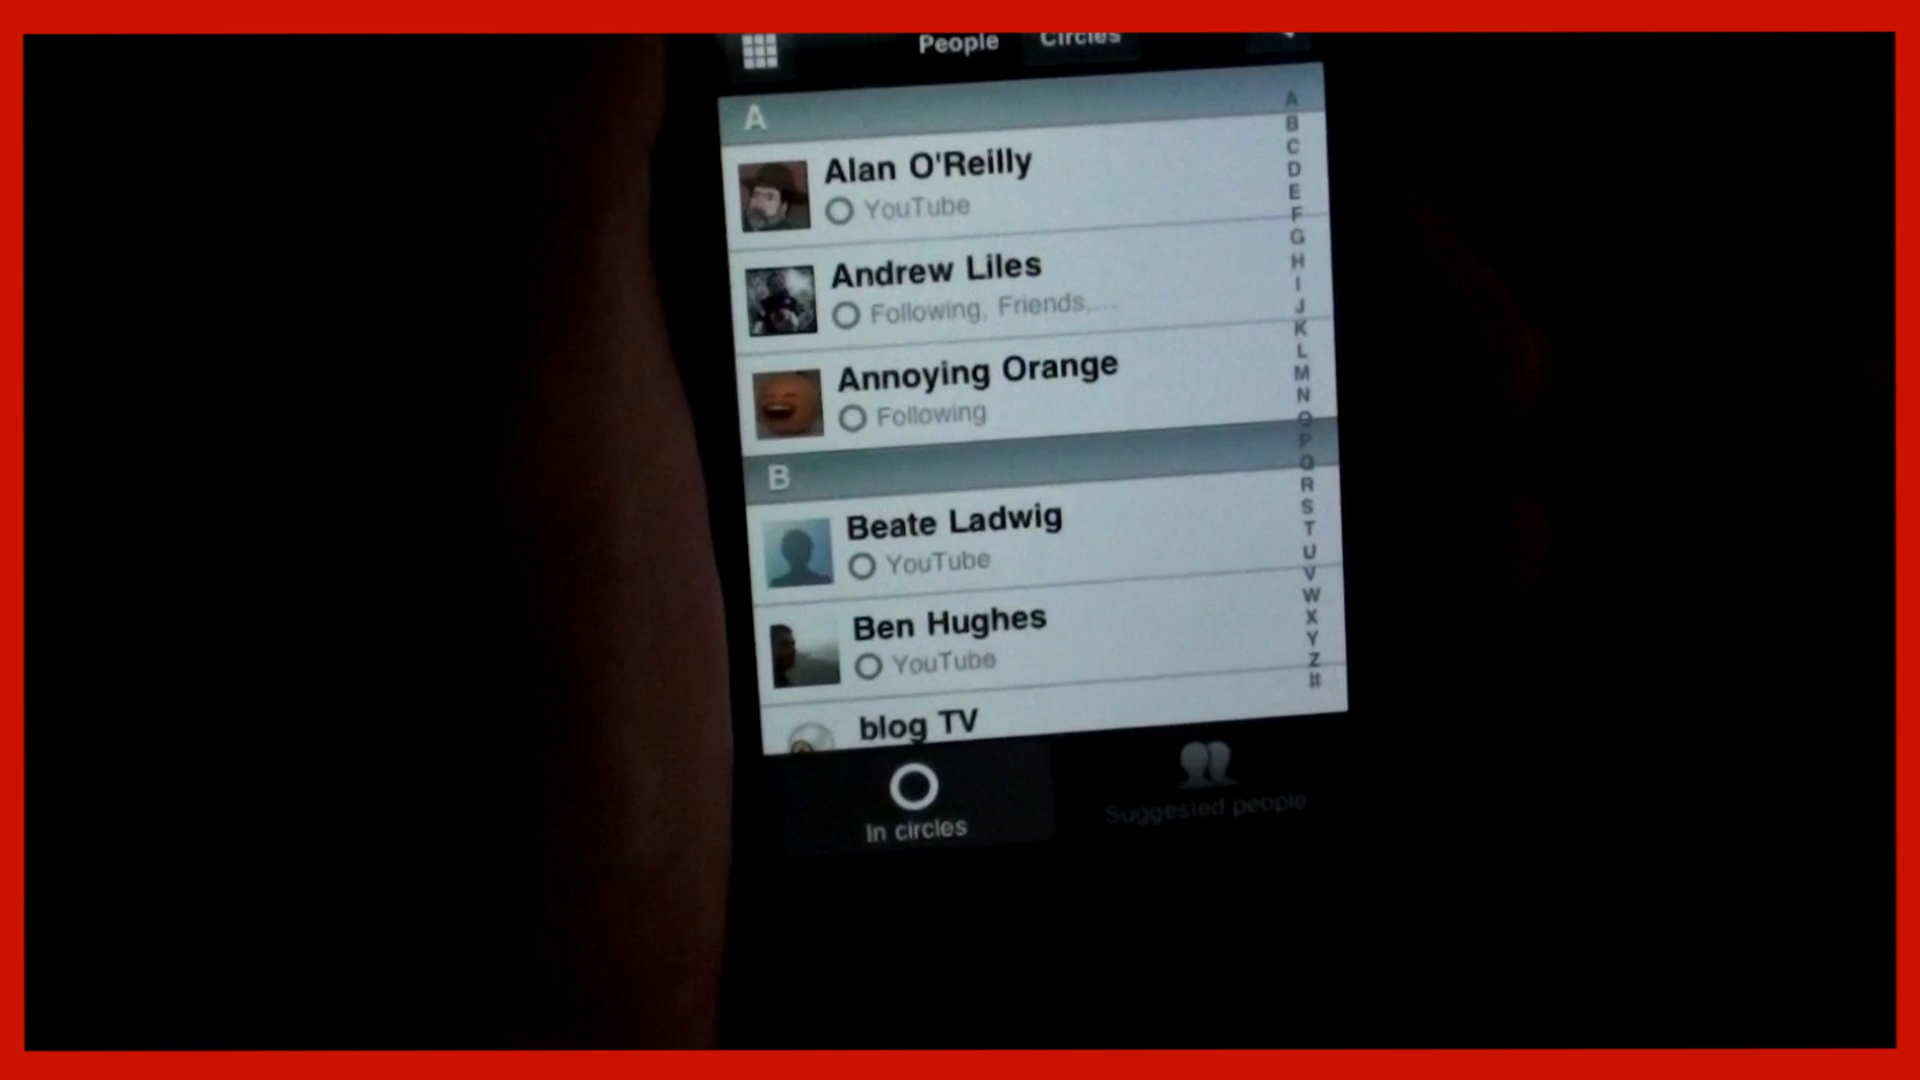 People Circles
A
Alan O'Reilly
YouTube
Andrew Liles
Following, Friends,...
Annoying Orange
Following
B
Beate Ladwig
YouTube
Ben Hughes
YouTube
blog TV
In circles
Suggested people
A
B
C
D
E
F
G
H
I
J
K
L
M
N
O
P
Q
R
S
T
U
V
W
X
Y
Z
#